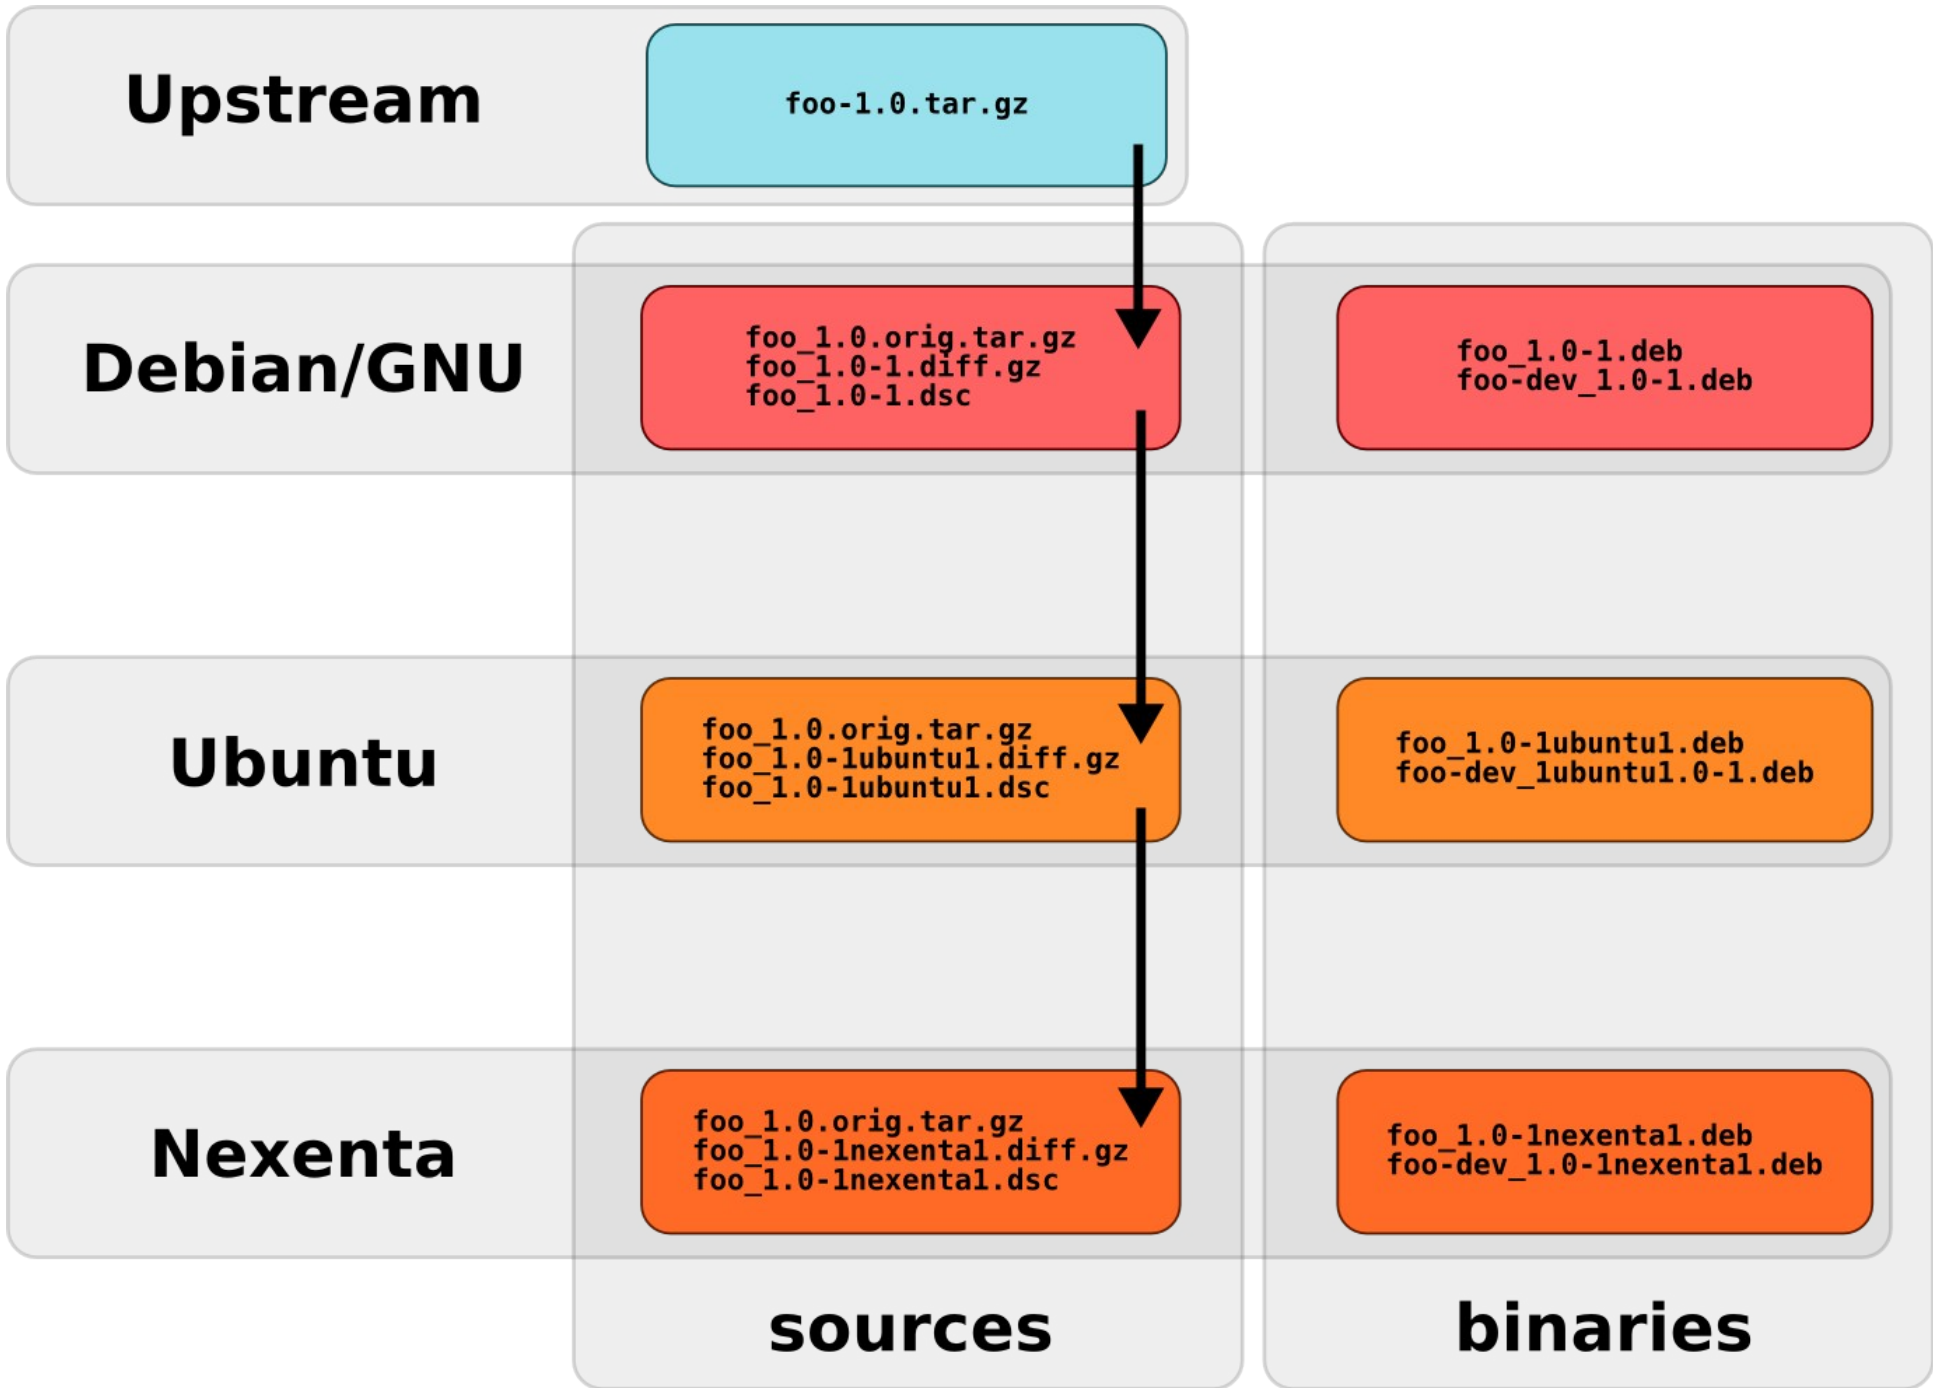 Upstream
foo-1.0.tar.gz
Debian/GNU
foo_1.0.orig.tar.gz
foo_1.0-1.diff.gz
foo_1.0-1.dsc
foo_1.0-1.deb
foo-dev_1.0-1.deb
Ubuntu
foo_1.0.orig.tar.gz
foo_1.0-1ubuntu1.diff.gz
foo_1.0-1ubuntu1.dsc
foo_1.0-1ubuntu1.deb
foo-dev_1ubuntu1.0-1.deb
Nexenta
foo_1.0.orig.tar.gz
foo_1.0-1nexenta1.diff.gz
foo_1.0-1nexenta1.dsc
foo_1.0-1nexenta1.deb
foo-dev_1.0-1nexenta1.deb
sources
binaries